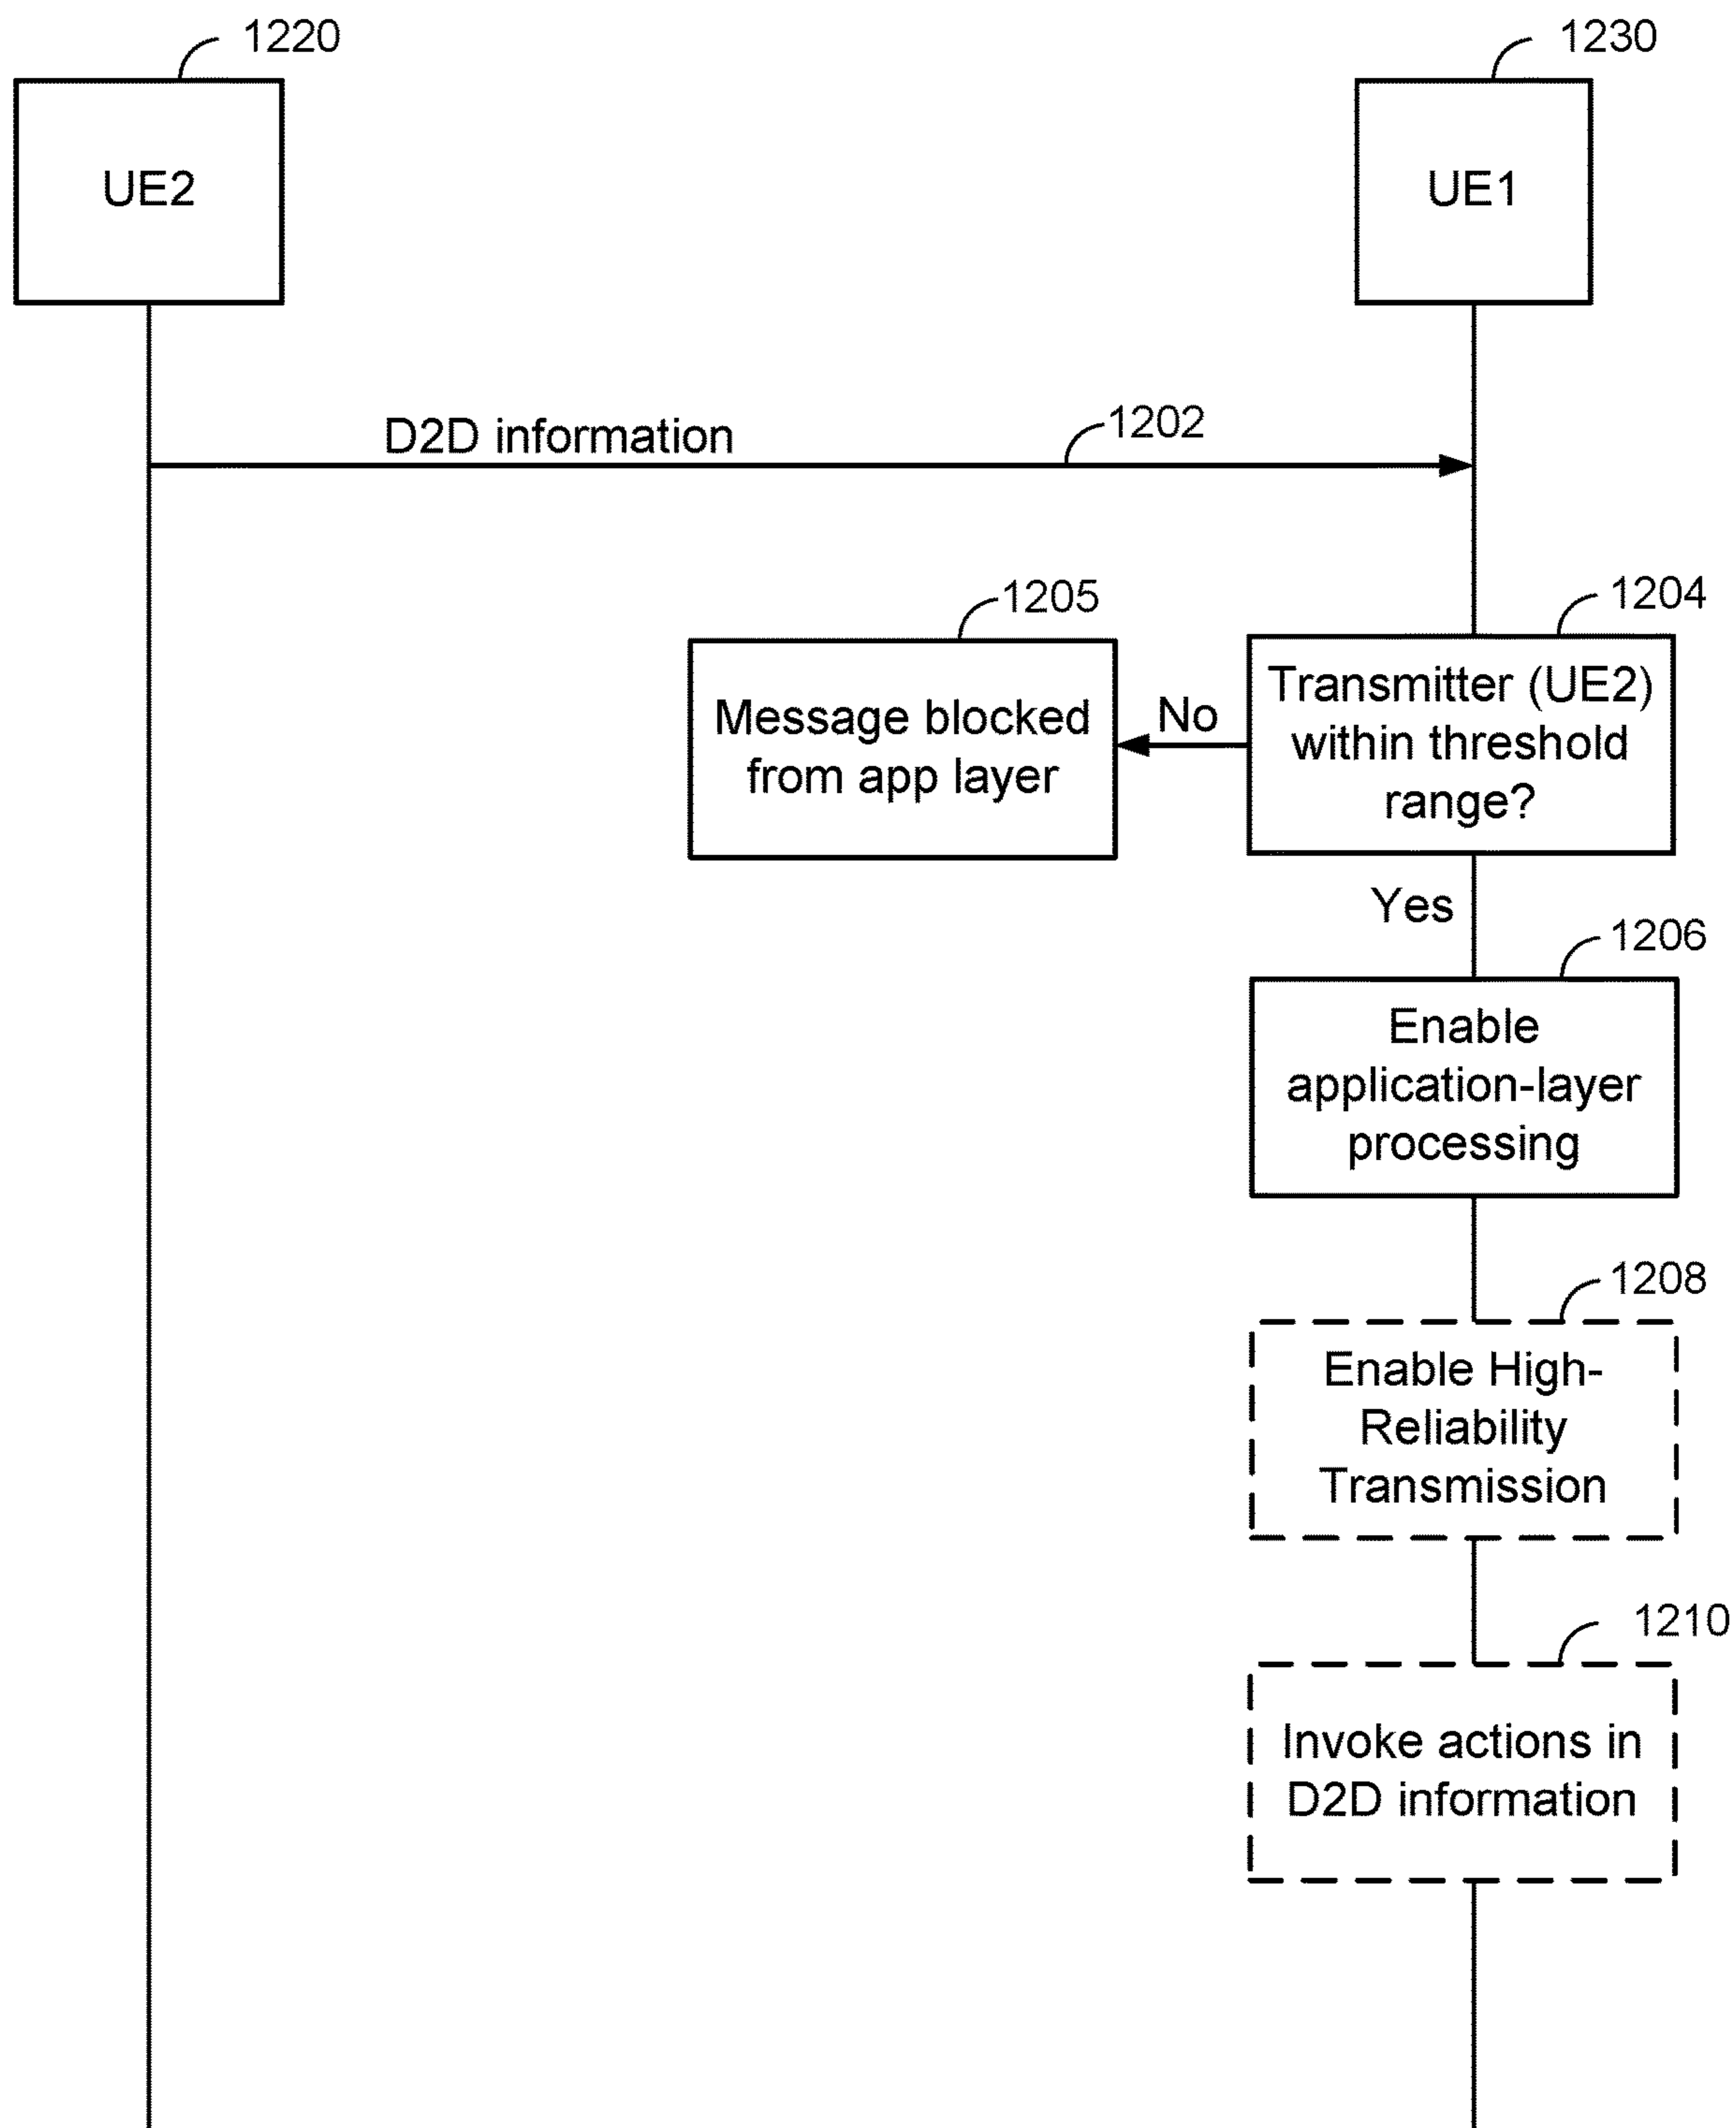 1220
1230
UE2
UE1
D2D information
1202
1205
1204
Message blocked
from app layer
No
Transmitter (UE2)
within threshold
range?
Yes
1206
Enable
application-layer
processing
1208
Enable High-
Reliability
Transmission
1210
Invoke actions in
D2D information